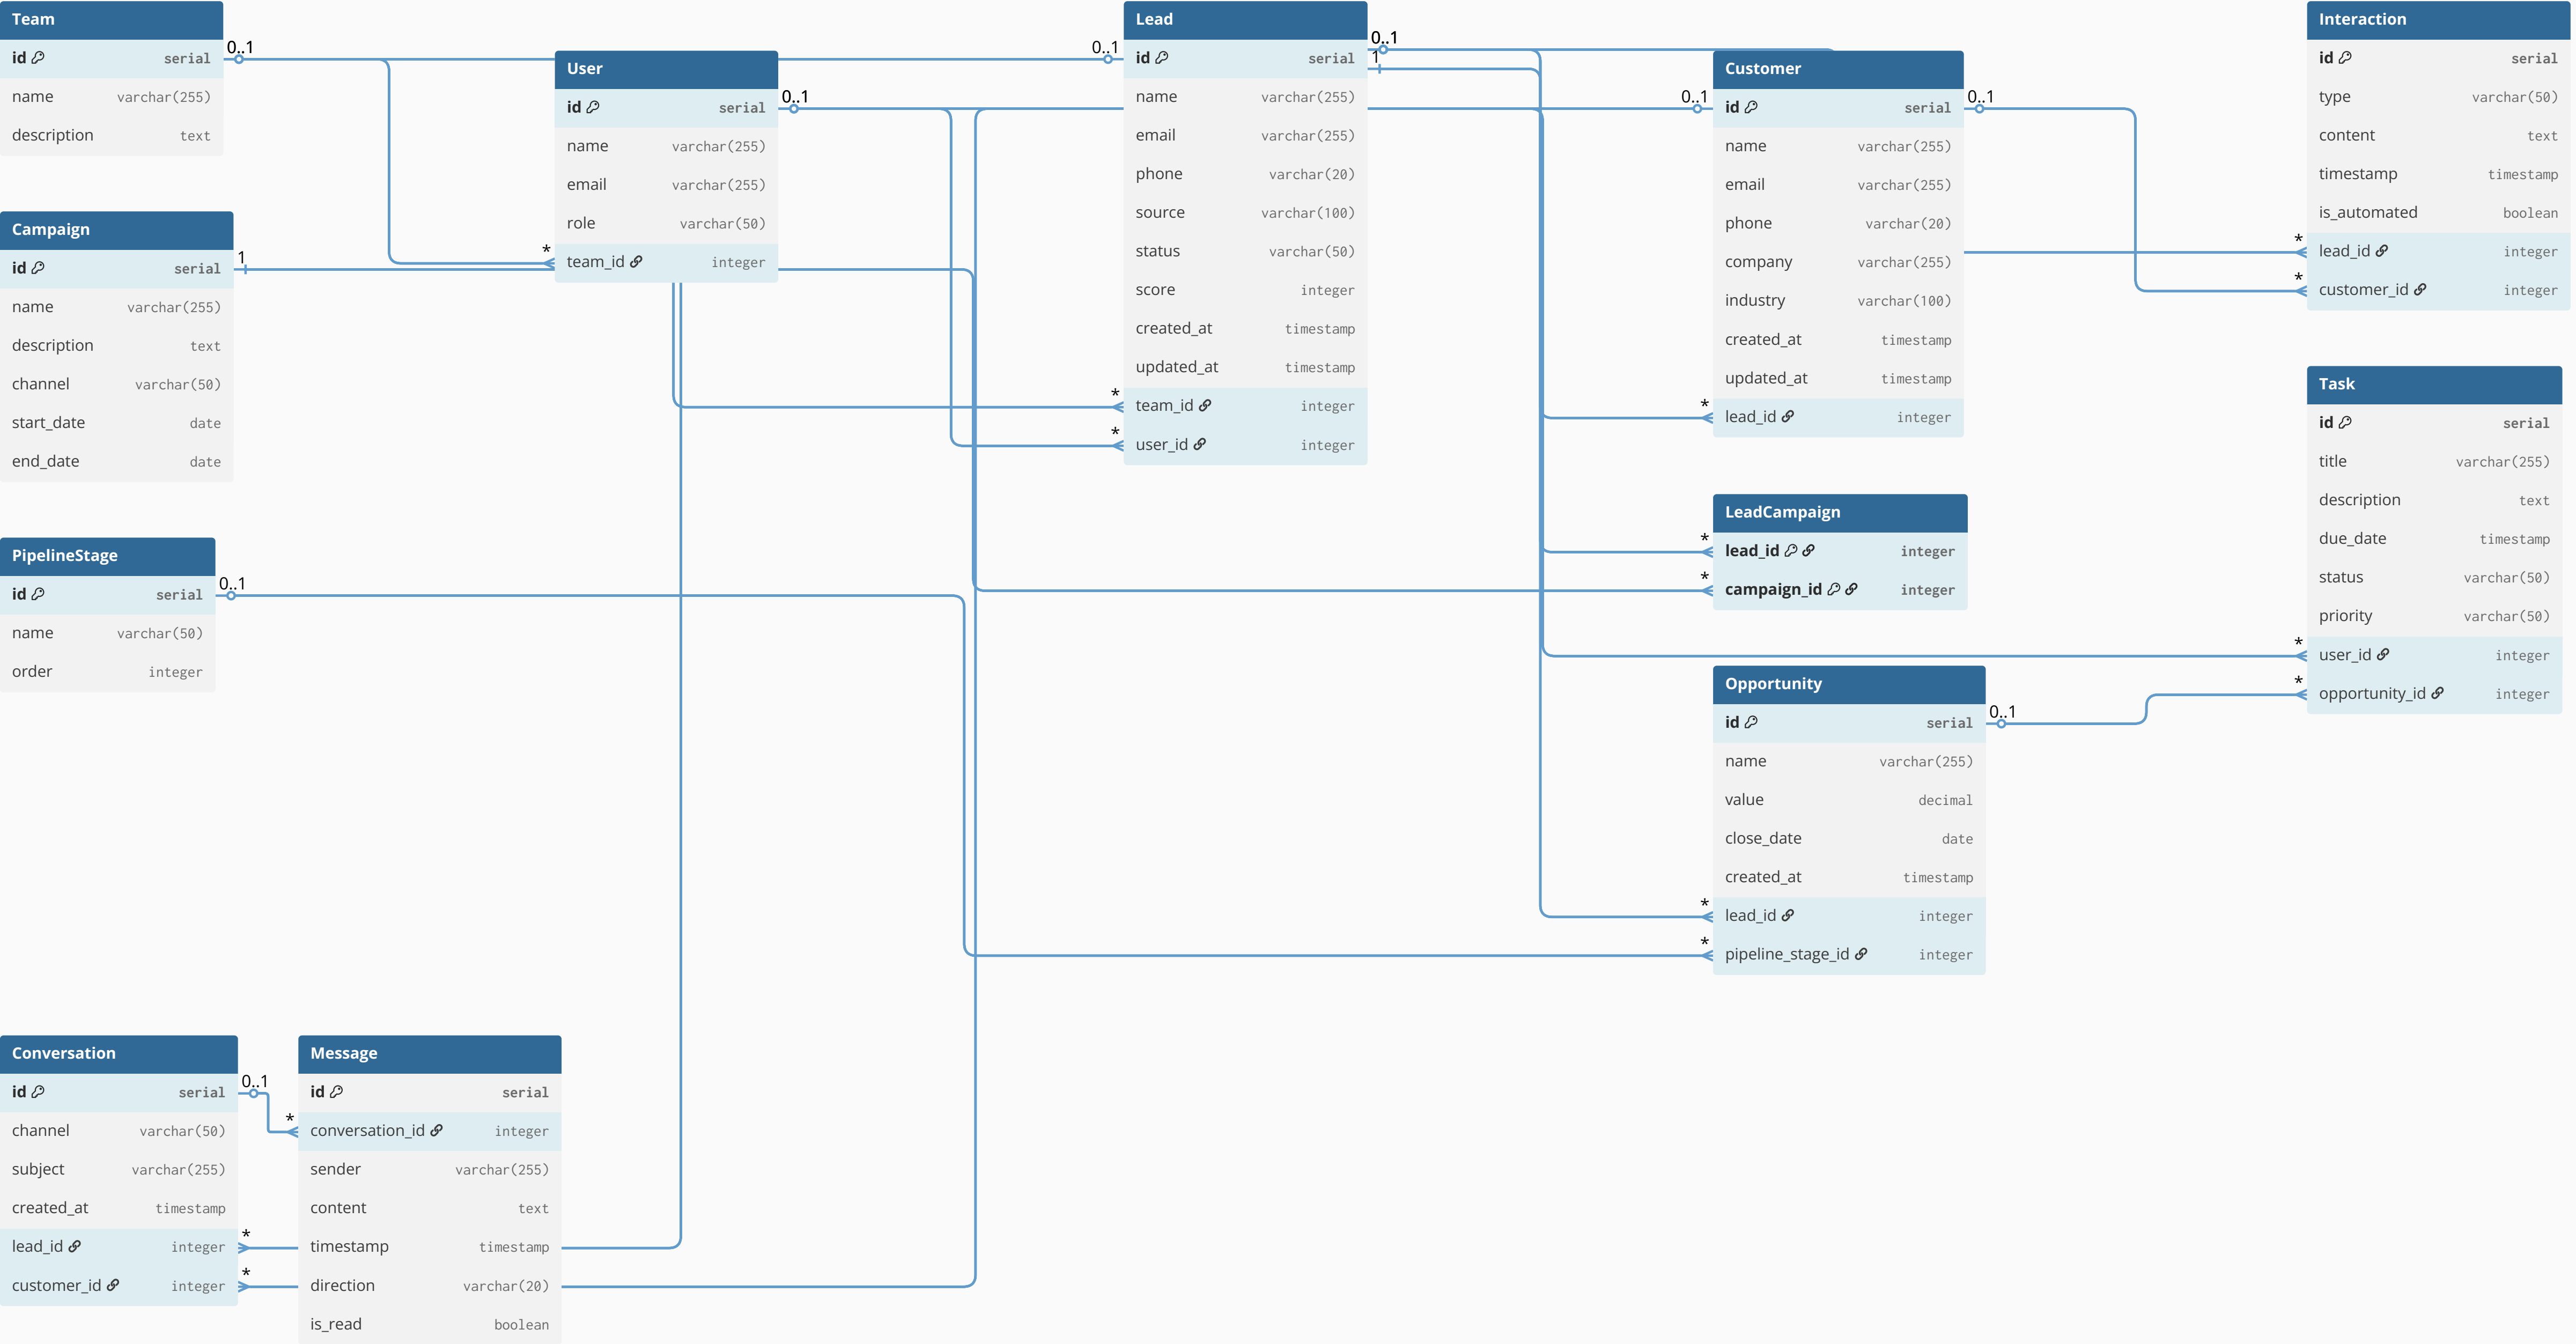 Team
id serial
name varchar(255)
description text
0..1
User
id serial
name varchar(255)
email varchar(255)
role varchar(50)
team_id integer
0..1
*
Lead
id serial
name varchar(255)
email varchar(255)
phone varchar(20)
source varchar(100)
status varchar(50)
score integer
created_at timestamp
updated_at timestamp
team_id integer
user_id integer
0..1
0..1
1
*
*
Customer
id serial
name varchar(255)
email varchar(255)
phone varchar(20)
company varchar(255)
industry varchar(100)
created_at timestamp
updated_at timestamp
lead_id integer
0..1
0..1
*
Interaction
id serial
type varchar(50)
content text
timestamp timestamp
is_automated boolean
lead_id integer
customer_id integer
*
*
Campaign
id serial
name varchar(255)
description text
channel varchar(50)
start_date date
end_date date
1
LeadCampaign
lead_id integer
campaign_id integer
*
*
Task
id serial
title varchar(255)
description text
due_date timestamp
status varchar(50)
priority varchar(50)
user_id integer
opportunity_id integer
*
*
PipelineStage
id serial
name varchar(50)
order integer
0..1
Opportunity
id serial
name varchar(255)
value decimal
close_date date
created_at timestamp
lead_id integer
pipeline_stage_id integer
0..1
*
*
Conversation
id serial
channel varchar(50)
subject varchar(255)
created_at timestamp
lead_id integer
customer_id integer
0..1
*
*
Message
id serial
conversation_id integer
sender varchar(255)
content text
timestamp timestamp
direction varchar(20)
is_read boolean
*